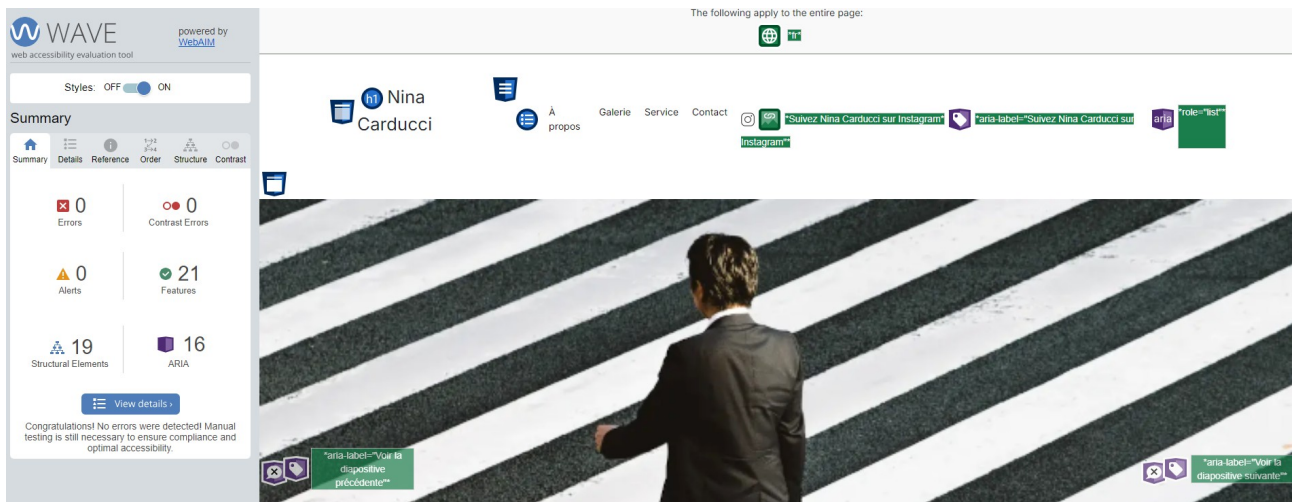 WAVE
web accessibility evaluation tool
powered by
WebAIM
Styles: OFF ON
Summary
Summary Details Reference Order Structure Contrast
0
Errors
0
Contrast Errors
0
Alerts
21
Features
19
Structural Elements
16
ARIA
View details ›
Congratulations! No errors were detected! Manual
testing is still necessary to ensure compliance and
optimal accessibility.
The following apply to the entire page:
*"fr"*
h1 Nina
Carducci
À
propos
Galerie Service Contact
*Suivez Nina Carducci sur Instagram*
*aria-label="Suivez Nina Carducci sur
Instagram"*
aria
*role="list"*
*aria-label="Voir la
diapositive
précédente"*
*aria-label="Voir la
diapositive suivante"*